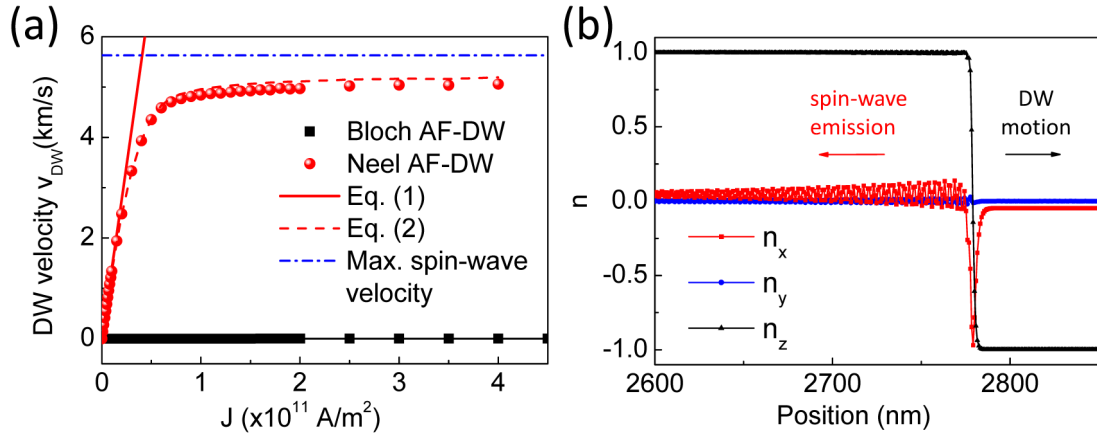 (a)
DW velocity v_DW(km/s)
6
4
2
0
Bloch AF-DW
Neel AF-DW
Eq. (1)
Eq. (2)
Max. spin-wave
velocity
0 1 2 3 4
J (x10^11 A/m^2)
(b)
n
1.0
0.5
0.0
-0.5
-1.0
spin-wave
emission
DW
motion
n_x
n_y
n_z
2600 2700 2800
Position (nm)